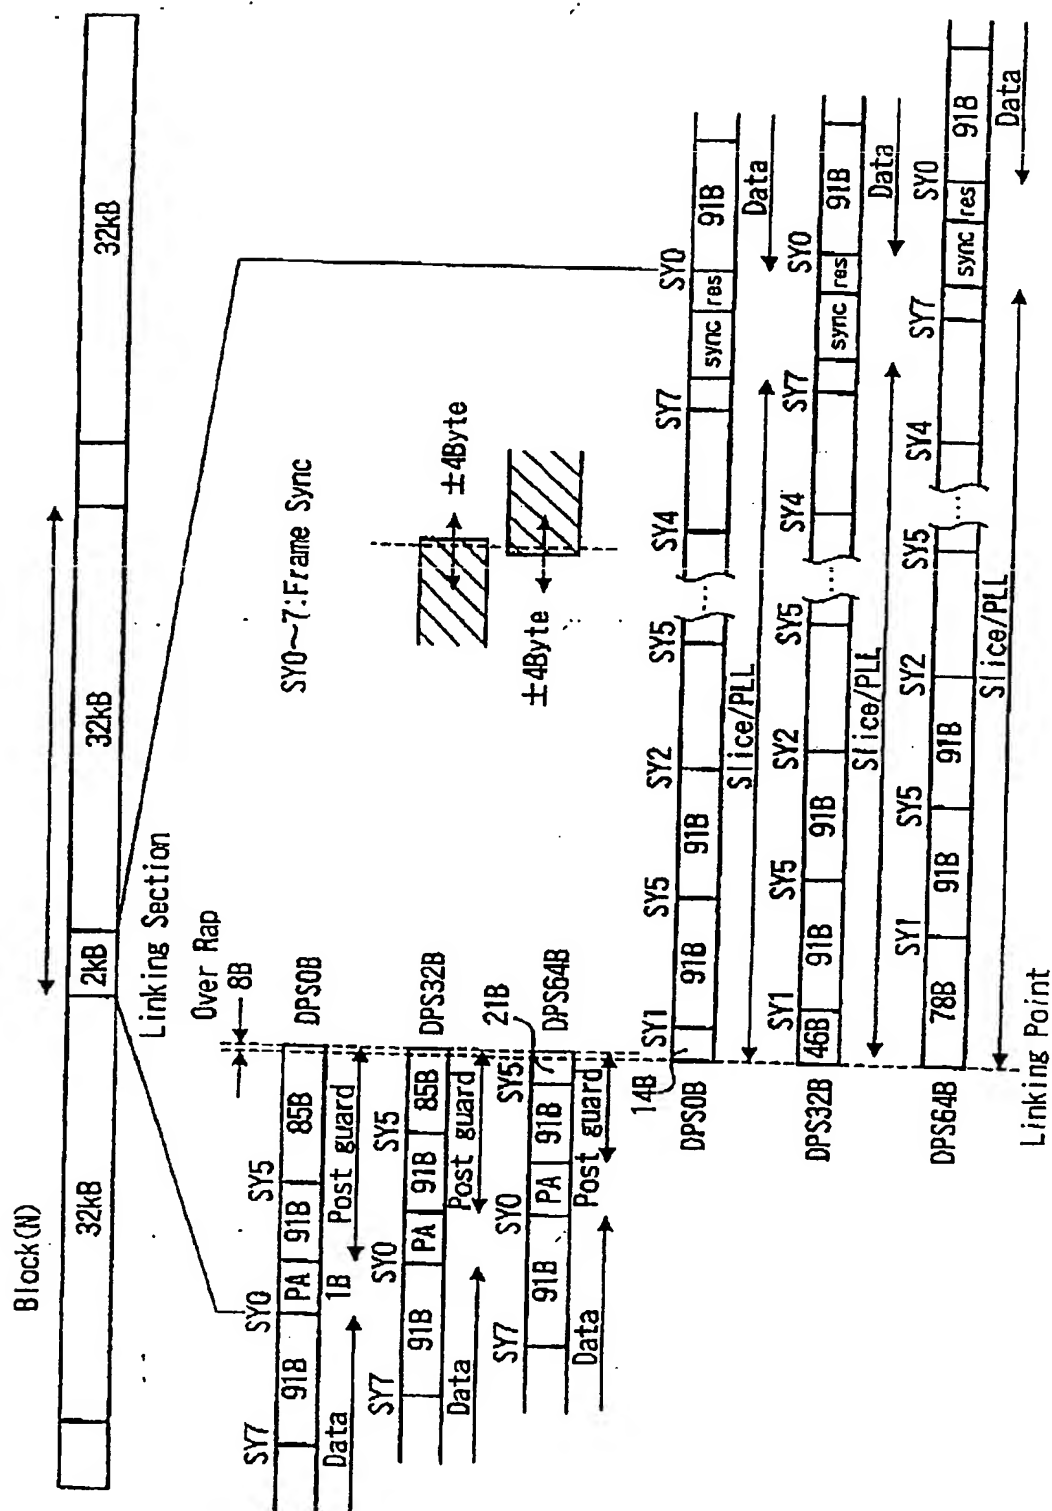 Block(N)
32kB 2kB 32kB 32kB
Linking Section
Over Rap
8B
SY0～7:Frame Sync
±4Byte
±4Byte
SY7 SY0 SY5
91B PA 91B 85B DPS0B
Data 1B Post guard
SY7 SY0 SY5
91B PA 91B 85B DPS32B
Data Post guard
21B
SY7 SY0 SY5
91B PA 91B DPS64B
Data Post guard
14B SY1 SY5 SY2 SY5 SY4 SY7 SY0
DPS0B 91B 91B ..... sync res 91B
Slice/PLL Data
SY1 SY5 SY2 SY5 SY4 SY7 SY0
DPS32B 46B 91B 91B ..... sync res 91B
Slice/PLL Data
SY1 SY5 SY2 SY5 SY4 SY7 SY0
DPS64B 78B 91B 91B ..... sync res 91B
Slice/PLL Data
Linking Point